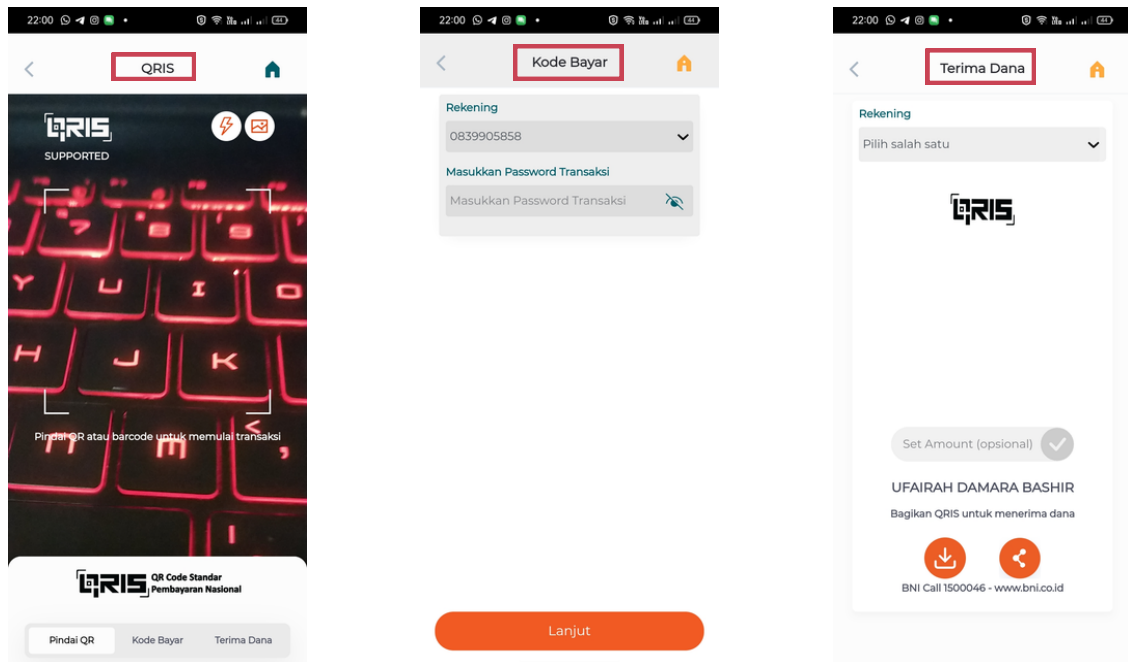 22:00
QRIS
QRIS
SUPPORTED
7
8
9
Y
U
I
O
H
J
K
Pindai QR atau barcode untuk memulai transaksi
M
<
,
QRIS QR Code Standar
Pembayaran Nasional
Pindai QR Kode Bayar Terima Dana
22:00
Kode Bayar
Rekening
0839905858
Masukkan Password Transaksi
Masukkan Password Transaksi
Lanjut
22:00
Terima Dana
Rekening
Pilih salah satu
QRIS
Set Amount (opsional)
UFAIRAH DAMARA BASHIR
Bagikan QRIS untuk menerima dana
BNI Call 1500046 - www.bni.co.id